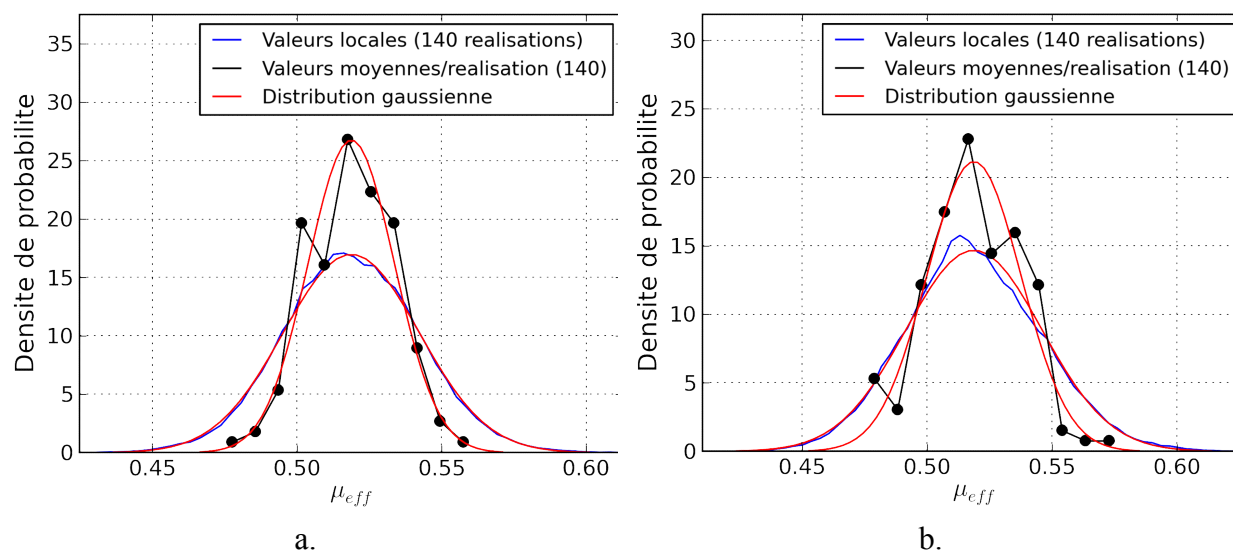 Valeurs locales (140 realisations)
Valeurs moyennes/realisation (140)
Distribution gaussienne
Densite de probabilite
35
30
25
20
15
10
5
0
0.45
0.50
0.55
0.60
μeff
a.
Valeurs locales (140 realisations)
Valeurs moyennes/realisation (140)
Distribution gaussienne
Densite de probabilite
30
25
20
15
10
5
0
0.45
0.50
0.55
0.60
μeff
b.